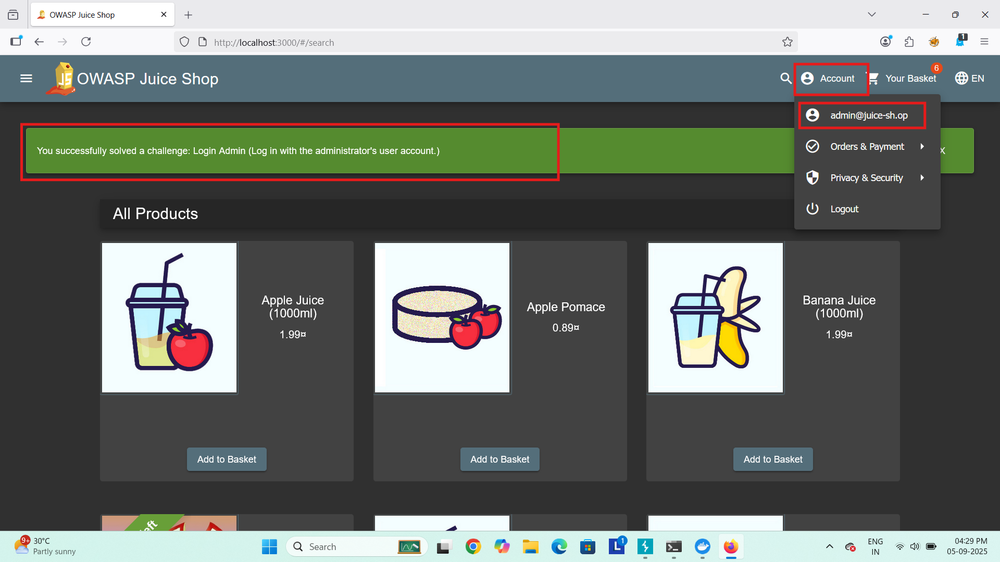 OWASP Juice Shop
http://localhost:3000/#/search
1
JS
OWASP Juice Shop
Account
Your Basket
6
EN
admin@juice-sh.op
Orders & Payment
Privacy & Security
Logout
You successfully solved a challenge: Login Admin (Log in with the administrator's user account.)
X
All Products
Apple Juice
(1000ml)
1.99¤
Apple Pomace
0.89¤
Banana Juice
(1000ml)
1.99¤
Add to Basket
Add to Basket
Add to Basket
left
9+
30°C
Partly sunny
Search
L
1
ENG
IN
04:29 PM
05-09-2025